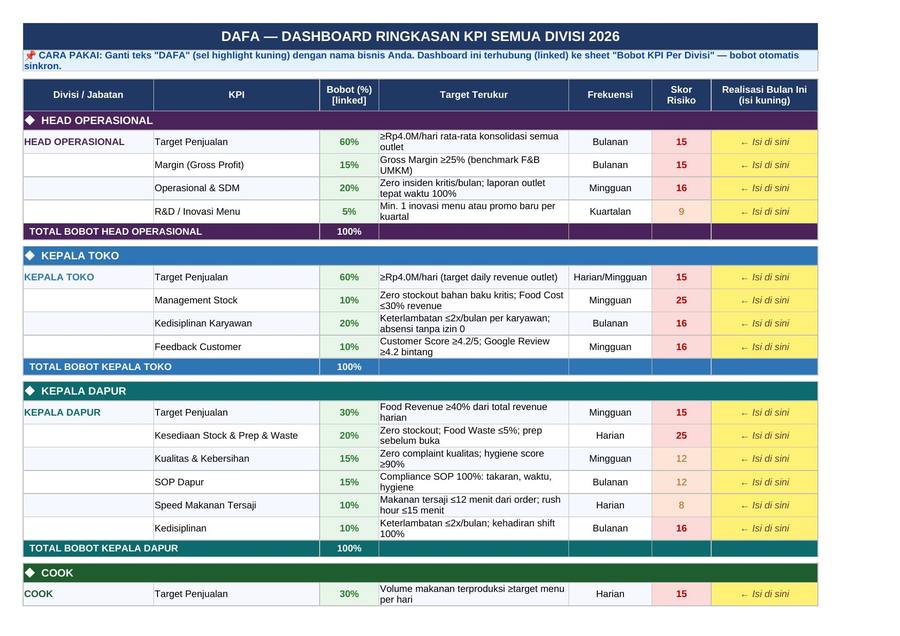 DAFA — DASHBOARD RINGKASAN KPI SEMUA DIVISI 2026
📌 CARA PAKAI: Ganti teks "DAFA" (sel highlight kuning) dengan nama bisnis Anda. Dashboard ini terhubung (linked) ke sheet "Bobot KPI Per Divisi" — bobot otomatis
sinkron.
Divisi / Jabatan KPI Bobot (%) [linked] Target Terukur Frekuensi Skor Risiko Realisasi Bulan Ini (isi kuning)
◆ HEAD OPERASIONAL
HEAD OPERASIONAL Target Penjualan 60% ≥Rp4.0M/hari rata-rata konsolidasi semua outlet Bulanan 15 ← Isi di sini
Margin (Gross Profit) 15% Gross Margin ≥25% (benchmark F&B UMKM) Bulanan 15 ← Isi di sini
Operasional & SDM 20% Zero insiden kritis/bulan; laporan outlet tepat waktu 100% Mingguan 16 ← Isi di sini
R&D / Inovasi Menu 5% Min. 1 inovasi menu atau promo baru per kuartal Kuartalan 9 ← Isi di sini
TOTAL BOBOT HEAD OPERASIONAL 100%
◆ KEPALA TOKO
KEPALA TOKO Target Penjualan 60% ≥Rp4.0M/hari (target daily revenue outlet) Harian/Mingguan 15 ← Isi di sini
Management Stock 10% Zero stockout bahan baku kritis; Food Cost ≤30% revenue Mingguan 25 ← Isi di sini
Kedisiplinan Karyawan 20% Keterlambatan ≤2x/bulan per karyawan; absensi tanpa izin 0 Bulanan 16 ← Isi di sini
Feedback Customer 10% Customer Score ≥4.2/5; Google Review ≥4.2 bintang Mingguan 16 ← Isi di sini
TOTAL BOBOT KEPALA TOKO 100%
◆ KEPALA DAPUR
KEPALA DAPUR Target Penjualan 30% Food Revenue ≥40% dari total revenue harian Mingguan 15 ← Isi di sini
Kesediaan Stock & Prep & Waste 20% Zero stockout; Food Waste ≤5%; prep sebelum buka Harian 25 ← Isi di sini
Kualitas & Kebersihan 15% Zero complaint kualitas; hygiene score ≥90% Mingguan 12 ← Isi di sini
SOP Dapur 15% Compliance SOP 100%: takaran, waktu, hygiene Bulanan 12 ← Isi di sini
Speed Makanan Tersaji 10% Makanan tersaji ≤12 menit dari order; rush hour ≤15 menit Harian 8 ← Isi di sini
Kedisiplinan 10% Keterlambatan ≤2x/bulan; kehadiran shift 100% Bulanan 16 ← Isi di sini
TOTAL BOBOT KEPALA DAPUR 100%
◆ COOK
COOK Target Penjualan 30% Volume makanan terproduksi ≥target menu per hari Harian 15 ← Isi di sini